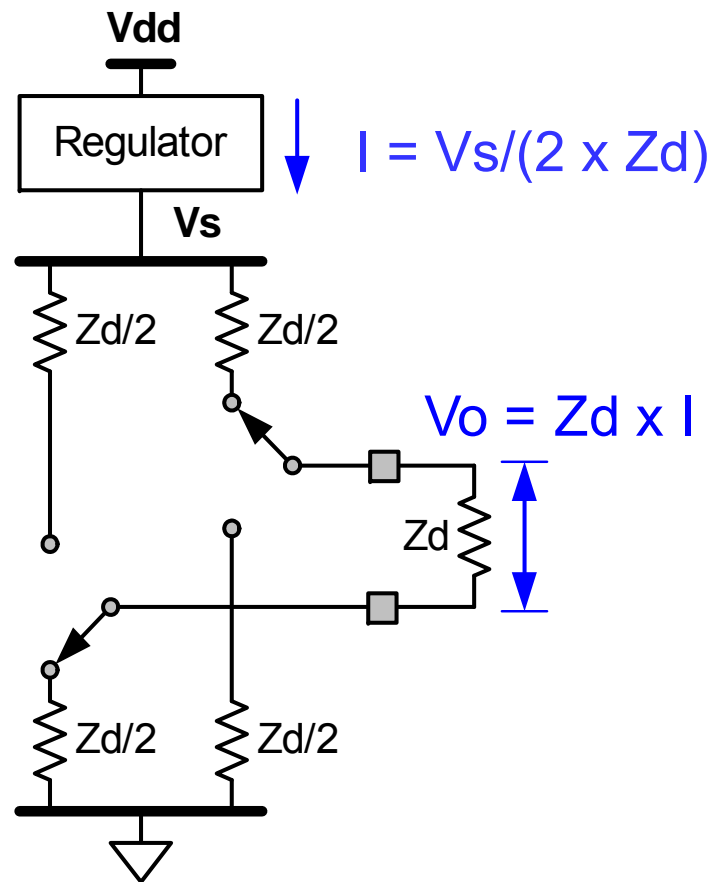 Vdd
Regulator
I = Vs/(2 x Zd)
Vs
Zd/2
Zd/2
Vo = Zd x I
Zd
Zd/2
Zd/2